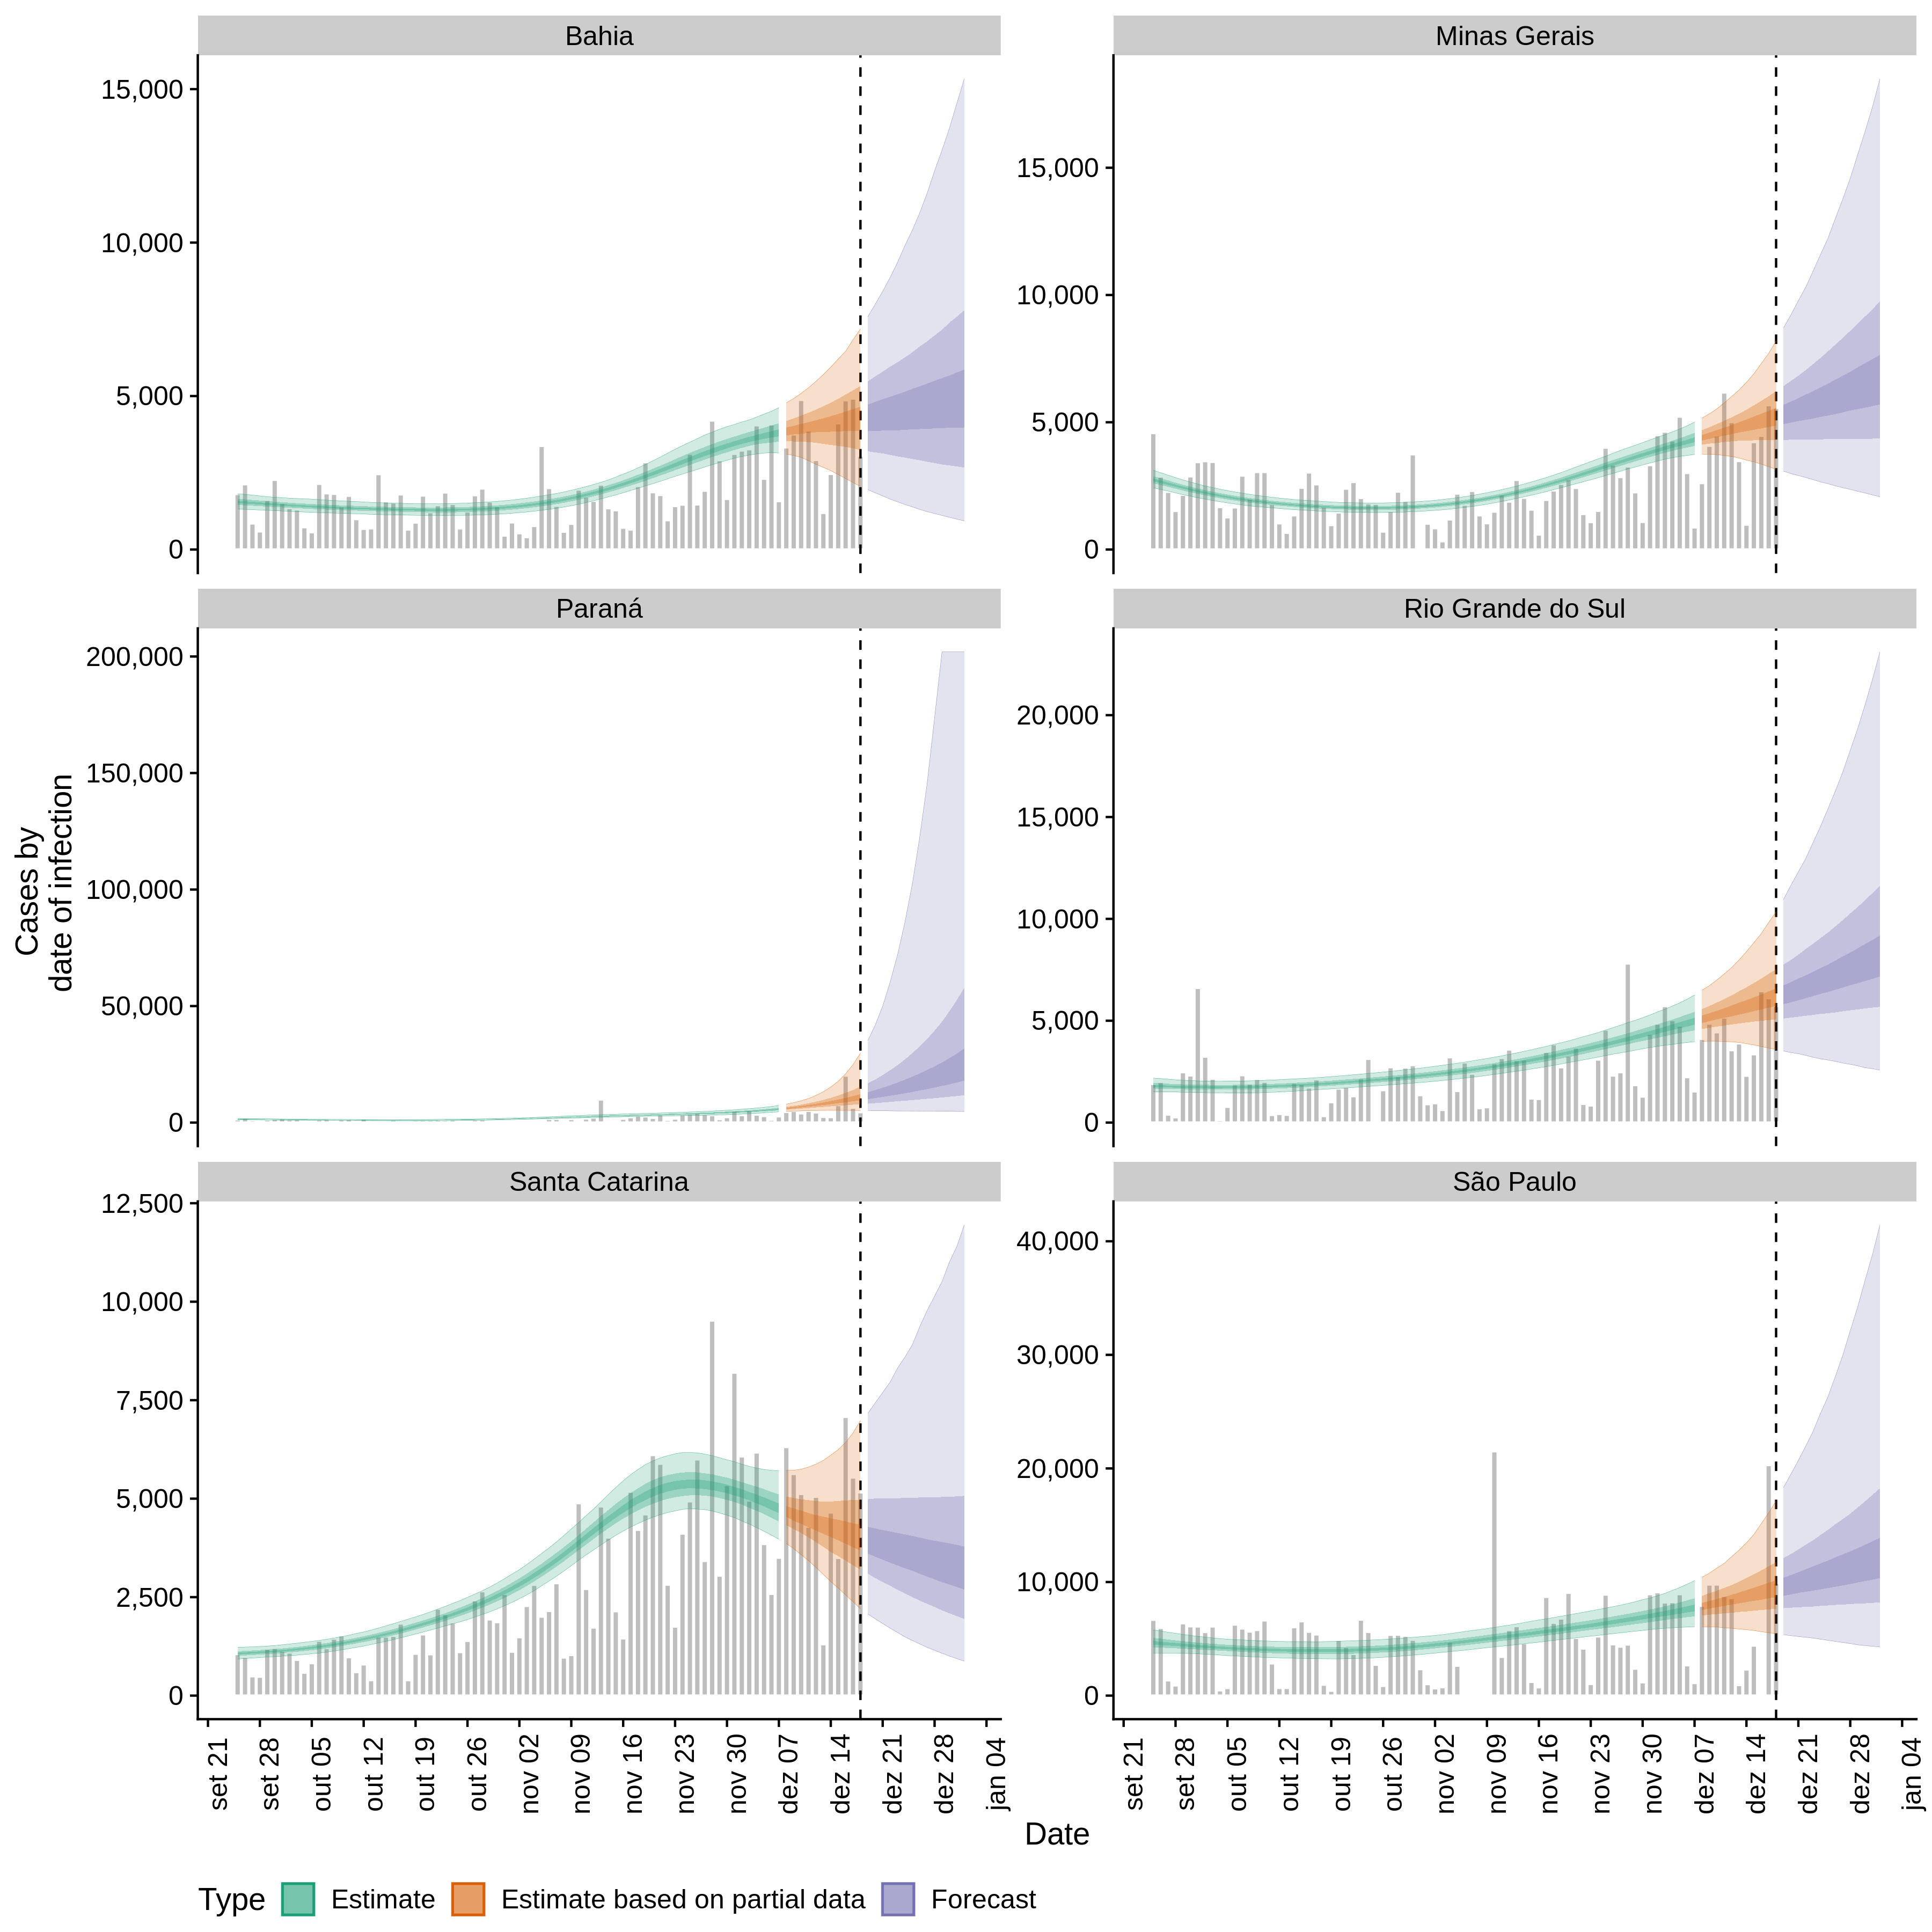 Bahia
15,000
10,000
5,000
0
Minas Gerais
15,000
10,000
5,000
0
Paraná
200,000
150,000
100,000
50,000
0
Rio Grande do Sul
20,000
15,000
10,000
5,000
0
Santa Catarina
12,500
10,000
7,500
5,000
2,500
0
São Paulo
40,000
30,000
20,000
10,000
0
Cases by
date of infection
set 21
set 28
out 05
out 12
out 19
out 26
nov 02
nov 09
nov 16
nov 23
nov 30
dez 07
dez 14
dez 21
dez 28
jan 04
set 21
set 28
out 05
out 12
out 19
out 26
nov 02
nov 09
nov 16
nov 23
nov 30
dez 07
dez 14
dez 21
dez 28
jan 04
Date
Type Estimate Estimate based on partial data Forecast